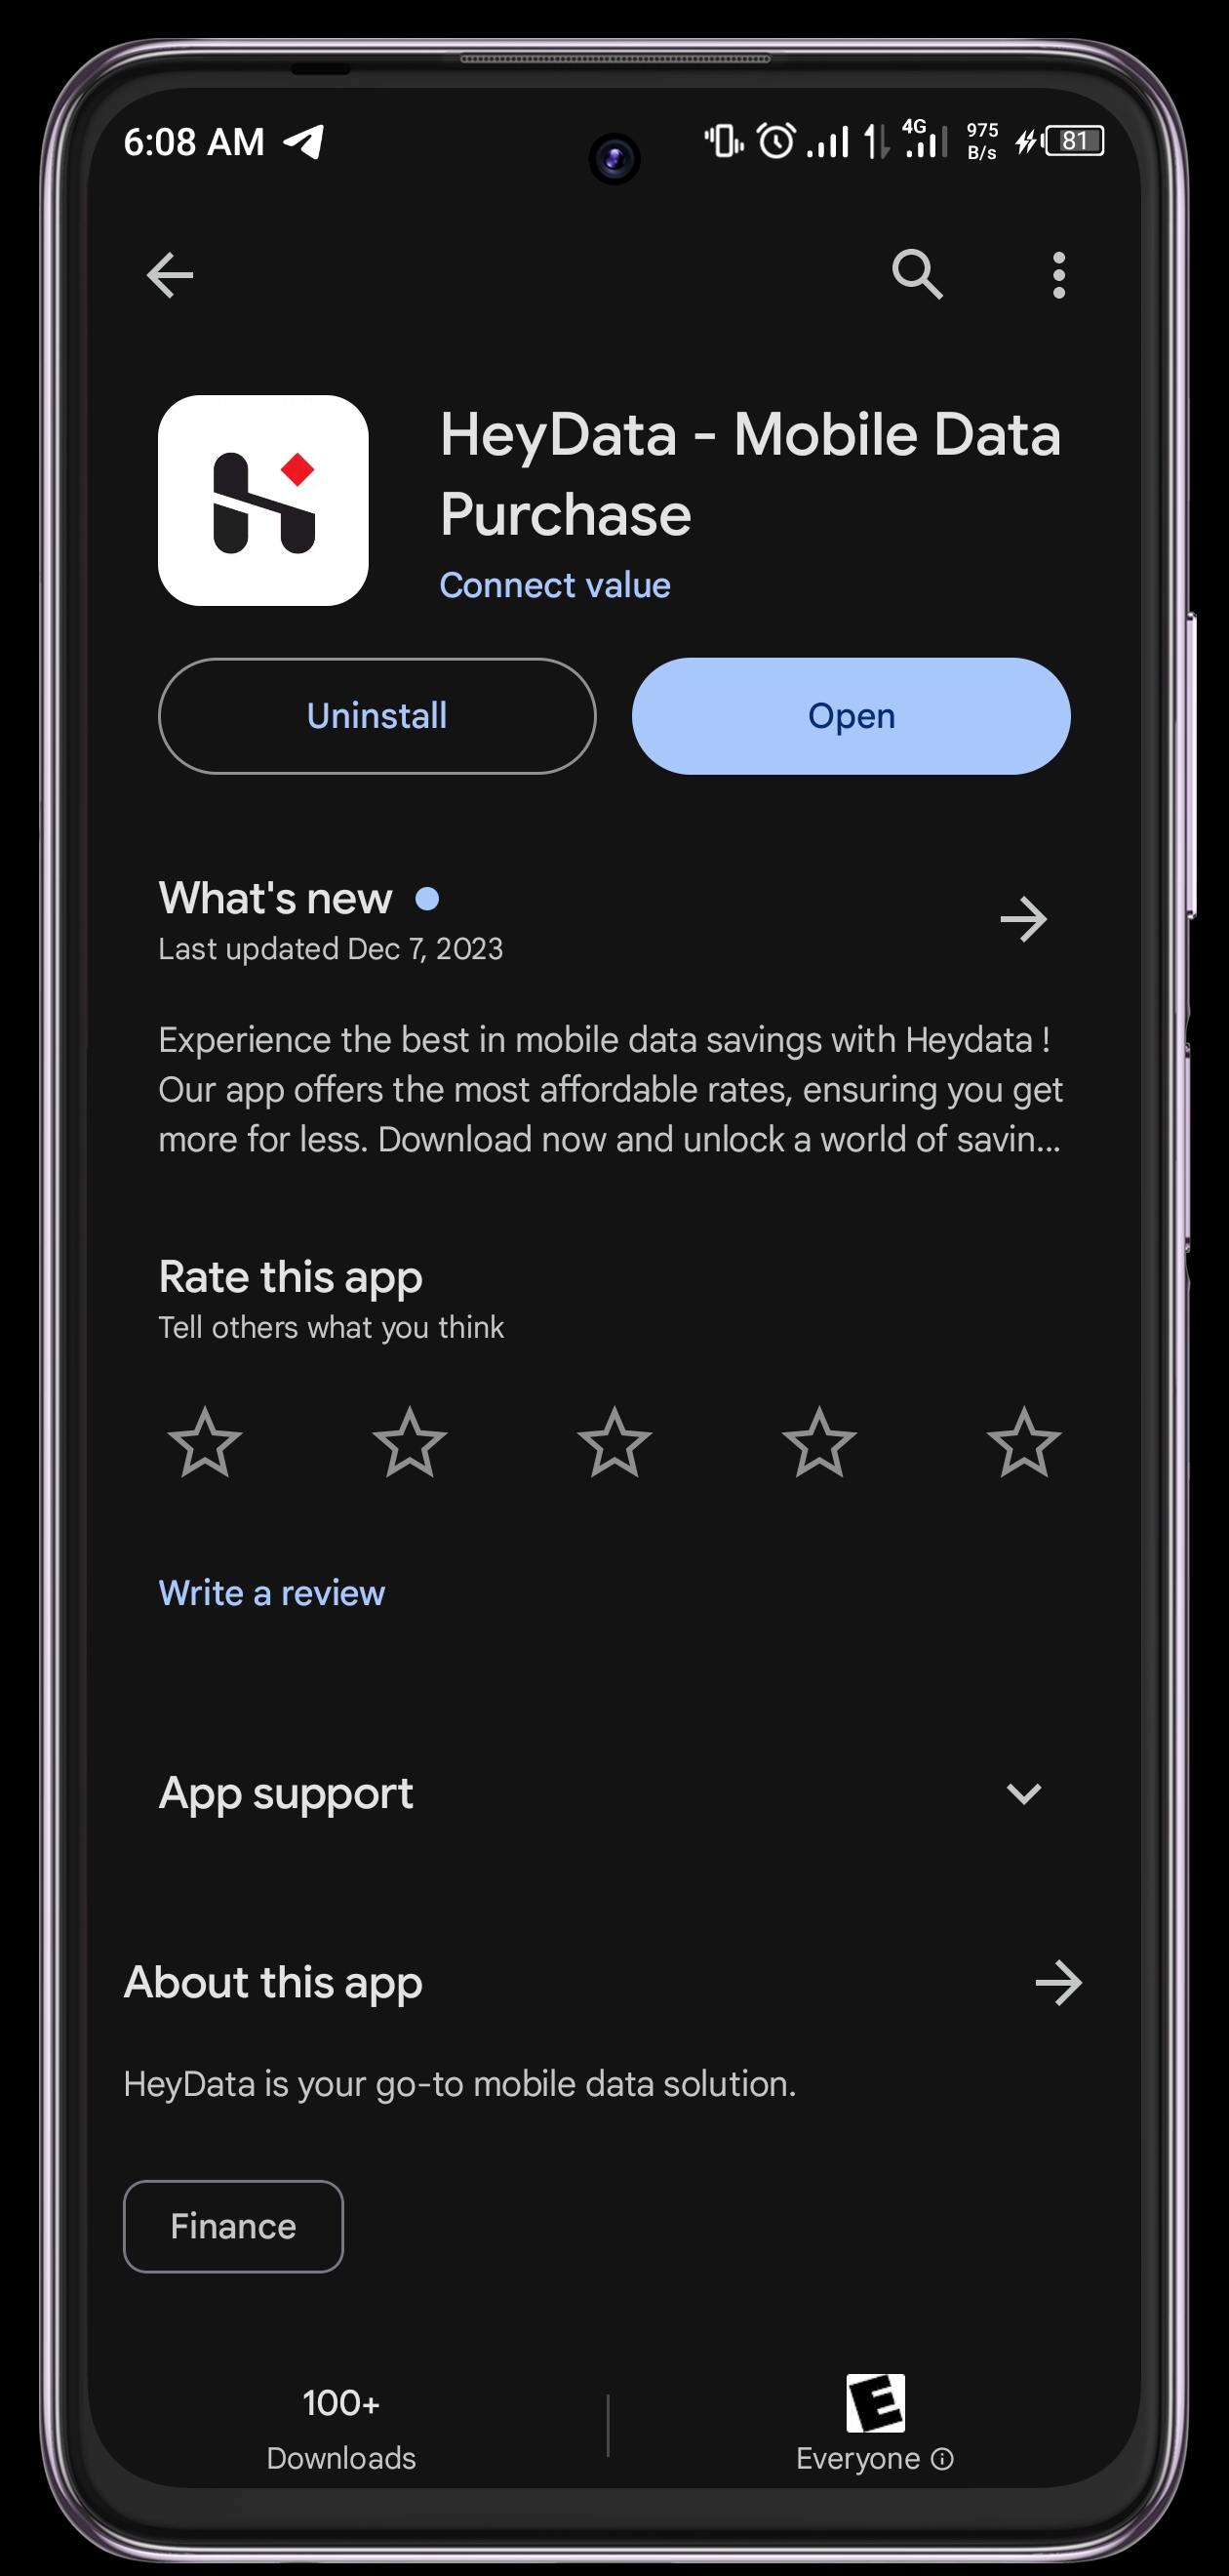 6:08 AM
4G
975
B/s
81
HeyData - Mobile Data
Purchase
Connect value
Uninstall
Open
What's new
Last updated Dec 7, 2023
Experience the best in mobile data savings with Heydata !
Our app offers the most affordable rates, ensuring you get
more for less. Download now and unlock a world of savin...
Rate this app
Tell others what you think
Write a review
App support
About this app
HeyData is your go-to mobile data solution.
Finance
100+
Downloads
E
Everyone